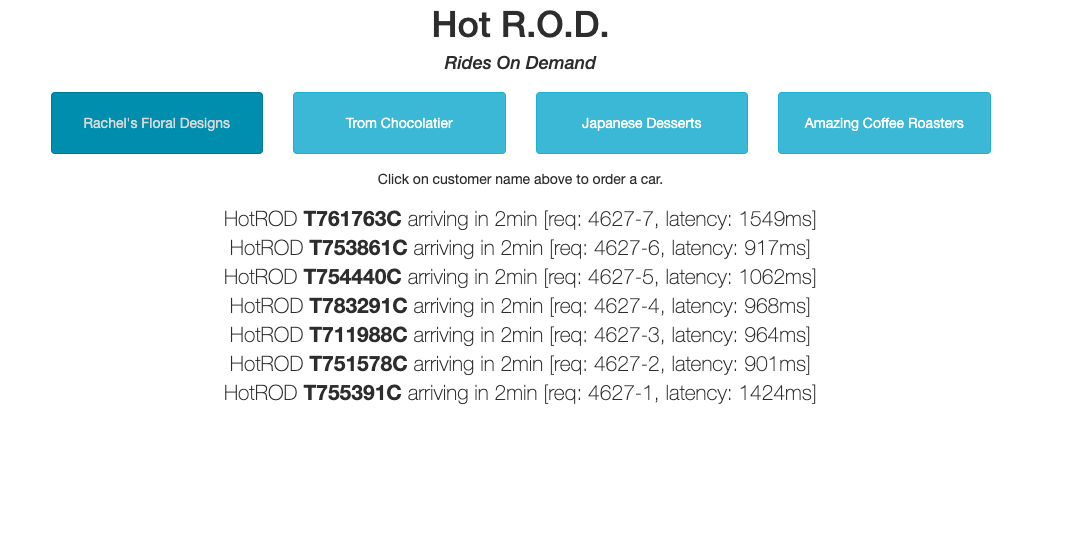 Hot R.O.D.
Rides On Demand
Rachel's Floral Designs
Trom Chocolatier
Japanese Desserts
Amazing Coffee Roasters
Click on customer name above to order a car.
HotROD T761763C arriving in 2min [req: 4627-7, latency: 1549ms]
HotROD T753861C arriving in 2min [req: 4627-6, latency: 917ms]
HotROD T754440C arriving in 2min [req: 4627-5, latency: 1062ms]
HotROD T783291C arriving in 2min [req: 4627-4, latency: 968ms]
HotROD T711988C arriving in 2min [req: 4627-3, latency: 964ms]
HotROD T751578C arriving in 2min [req: 4627-2, latency: 901ms]
HotROD T755391C arriving in 2min [req: 4627-1, latency: 1424ms]